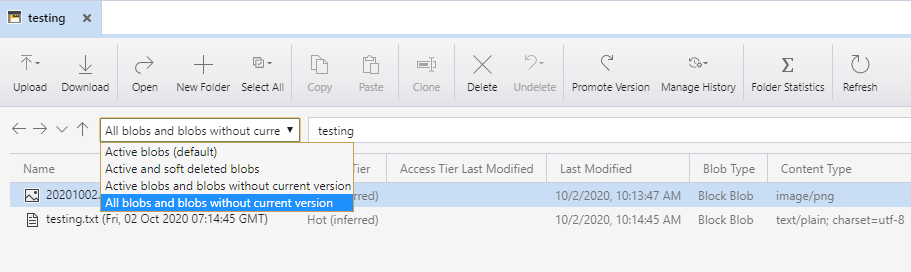 testing
Upload Download Open New Folder Select All Copy Paste Clone Delete Undelete Promote Version Manage History Folder Statistics Refresh
All blobs and blobs without curre testing
Active blobs (default)
Active and soft deleted blobs
Active blobs and blobs without current version
All blobs and blobs without current version
Name Tier Access Tier Last Modified Last Modified Blob Type Content Type
20201002 erred) 10/2/2020, 10:13:47 AM Block Blob image/png
testing.txt (Fri, 02 Oct 2020 07:14:45 GMT) Hot (inferred) 10/2/2020, 10:14:45 AM Block Blob text/plain; charset=utf-8